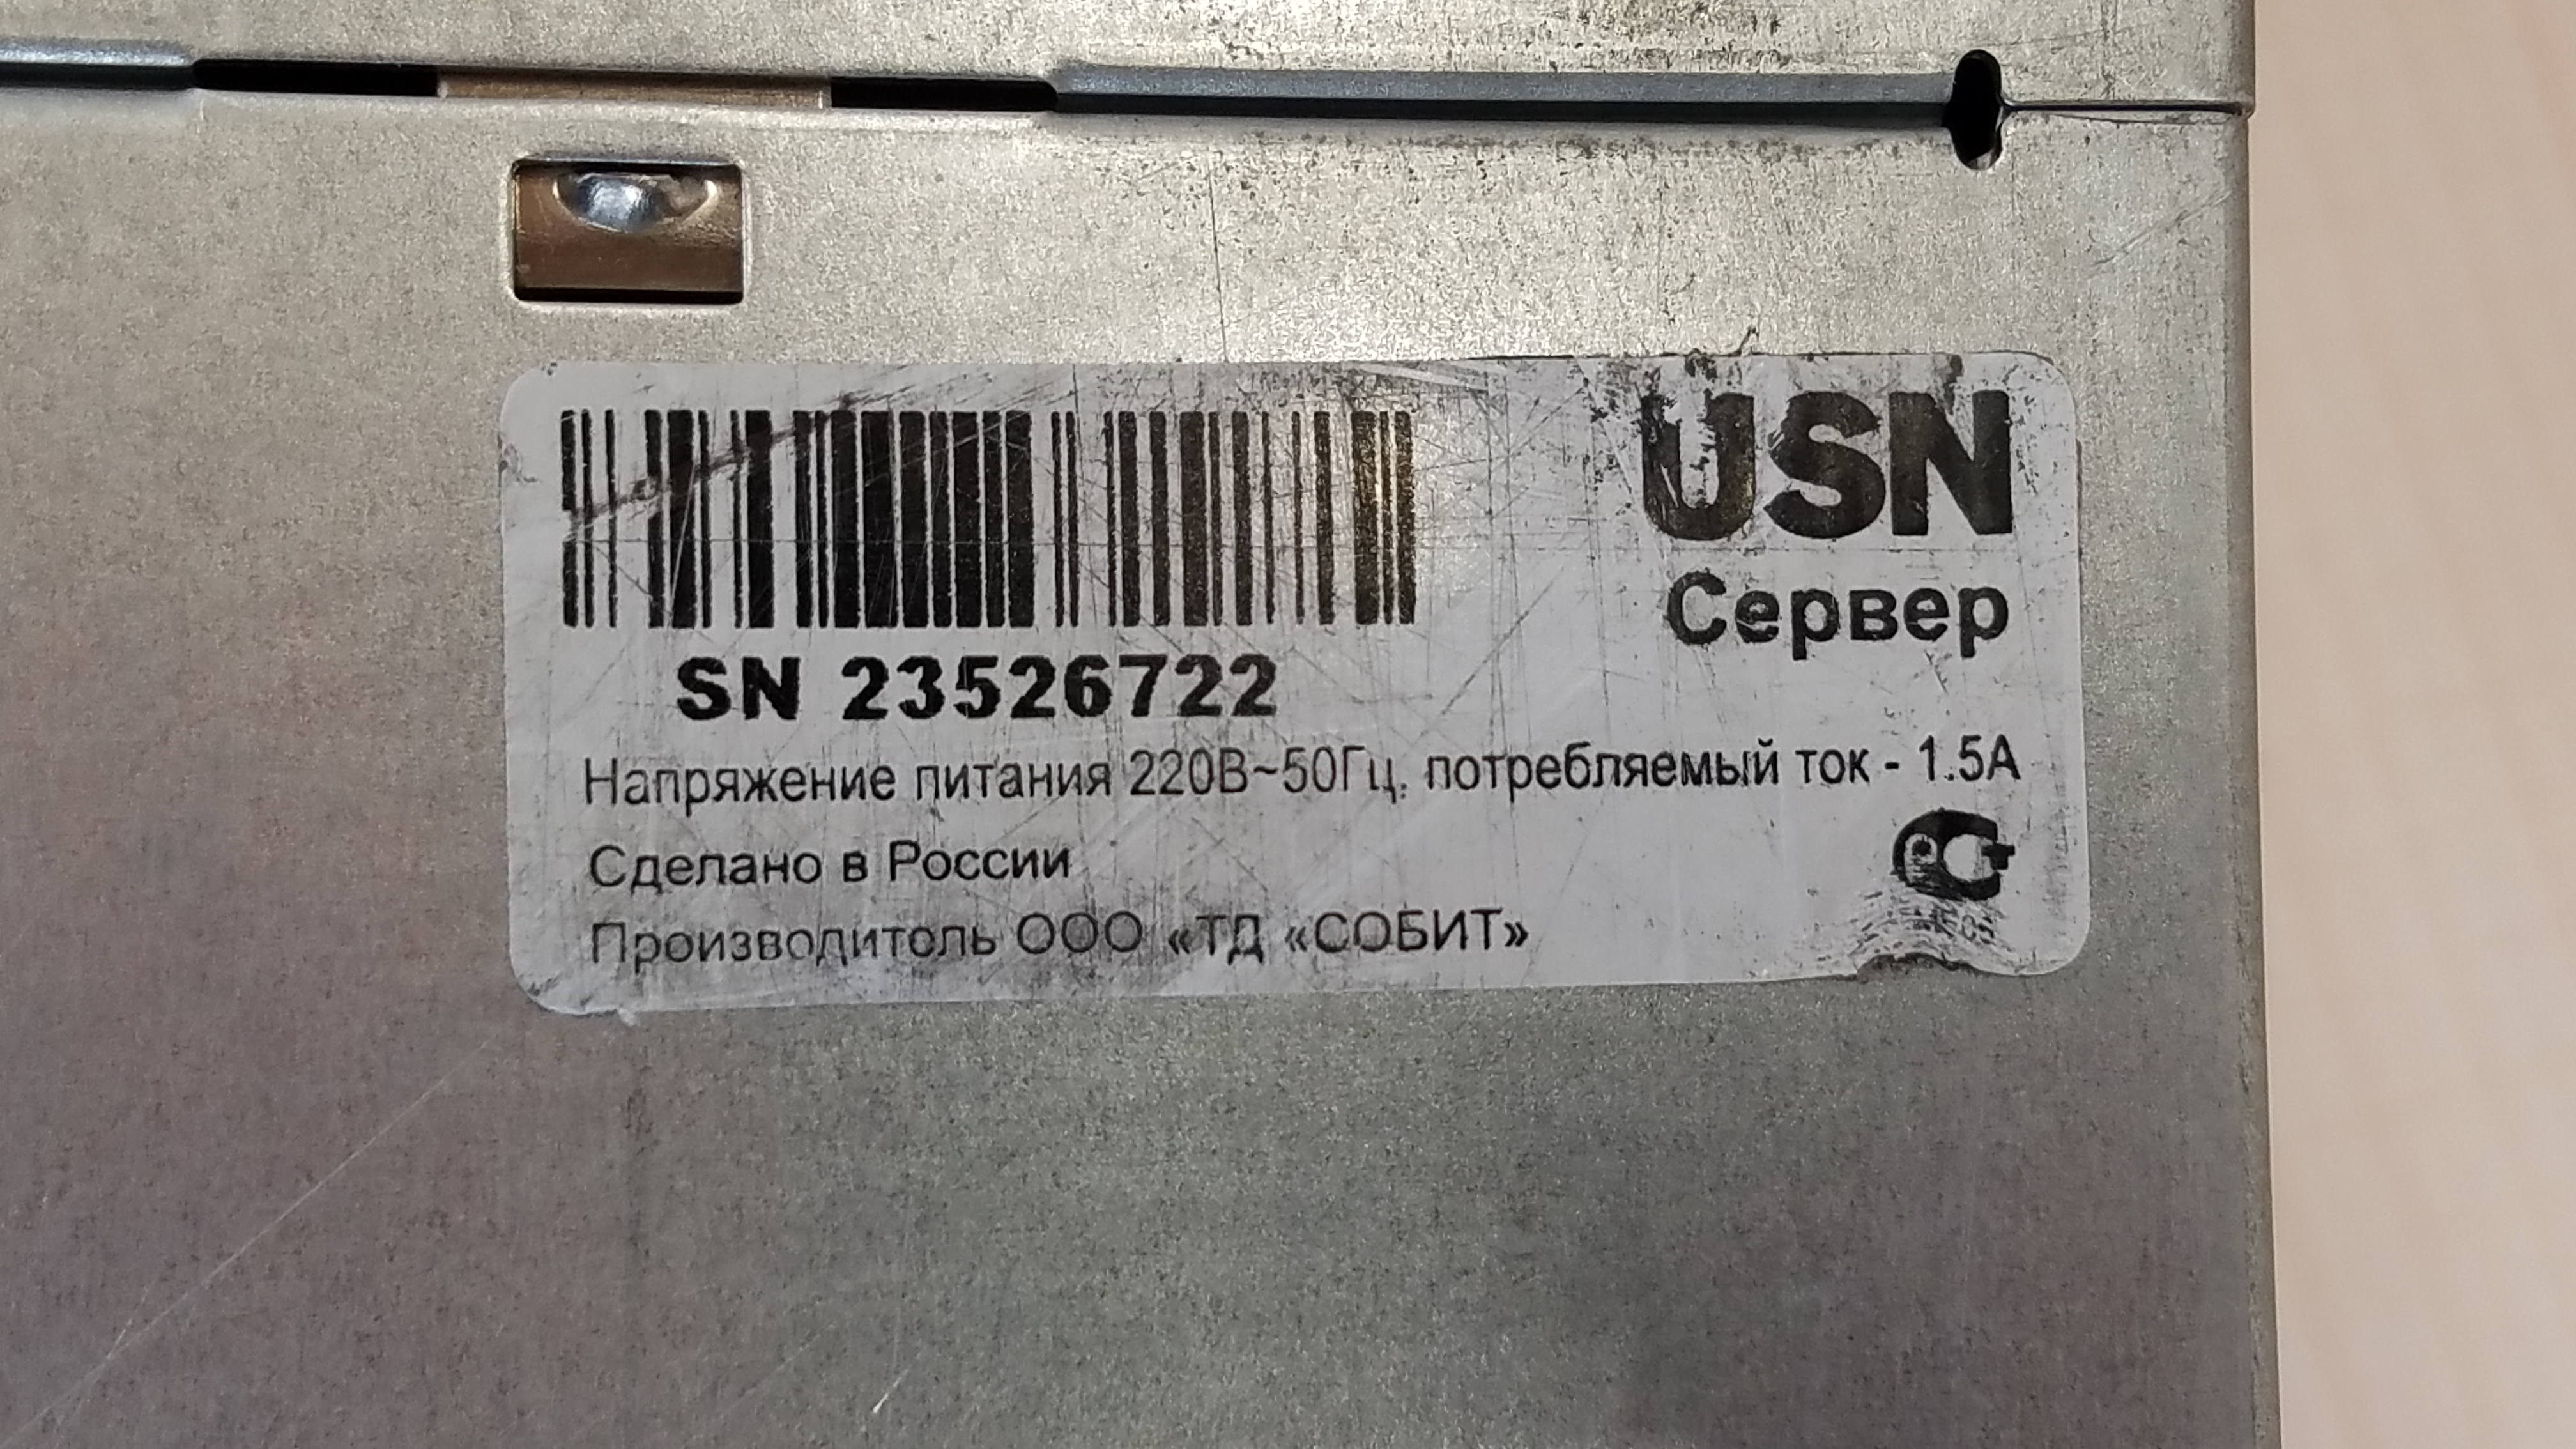 USN
Сервер
SN 23526722
Напряжение питания 220В~50Гц, потребляемый ток - 1.5А
Сделано в России
Производитель ООО «ТД «СОБИТ»